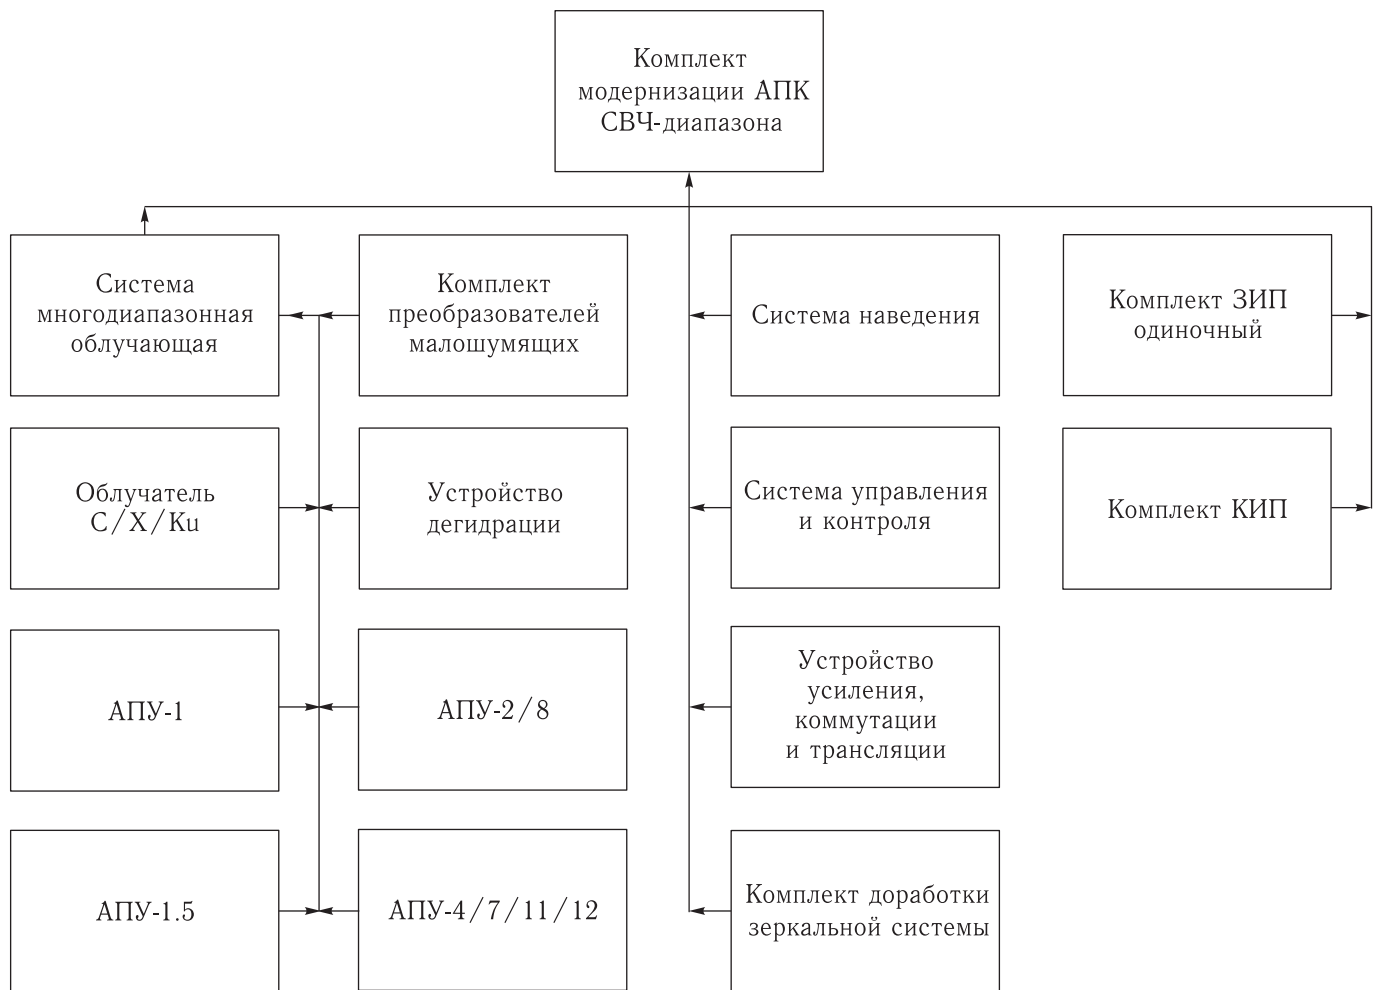 Комплект
модернизации АПК
СВЧ-диапазона
Система
многодиапазонная
облучающая
Комплект
преобразователей
малошумящих
Система наведения
Комплект ЗИП
одиночный
Облучатель
C/X/Ku
Устройство
дегидрации
Система управления
и контроля
Комплект КИП
АПУ-1
АПУ-2/8
Устройство
усиления,
коммутации
и трансляции
АПУ-1.5
АПУ-4/7/11/12
Комплект доработки
зеркальной системы